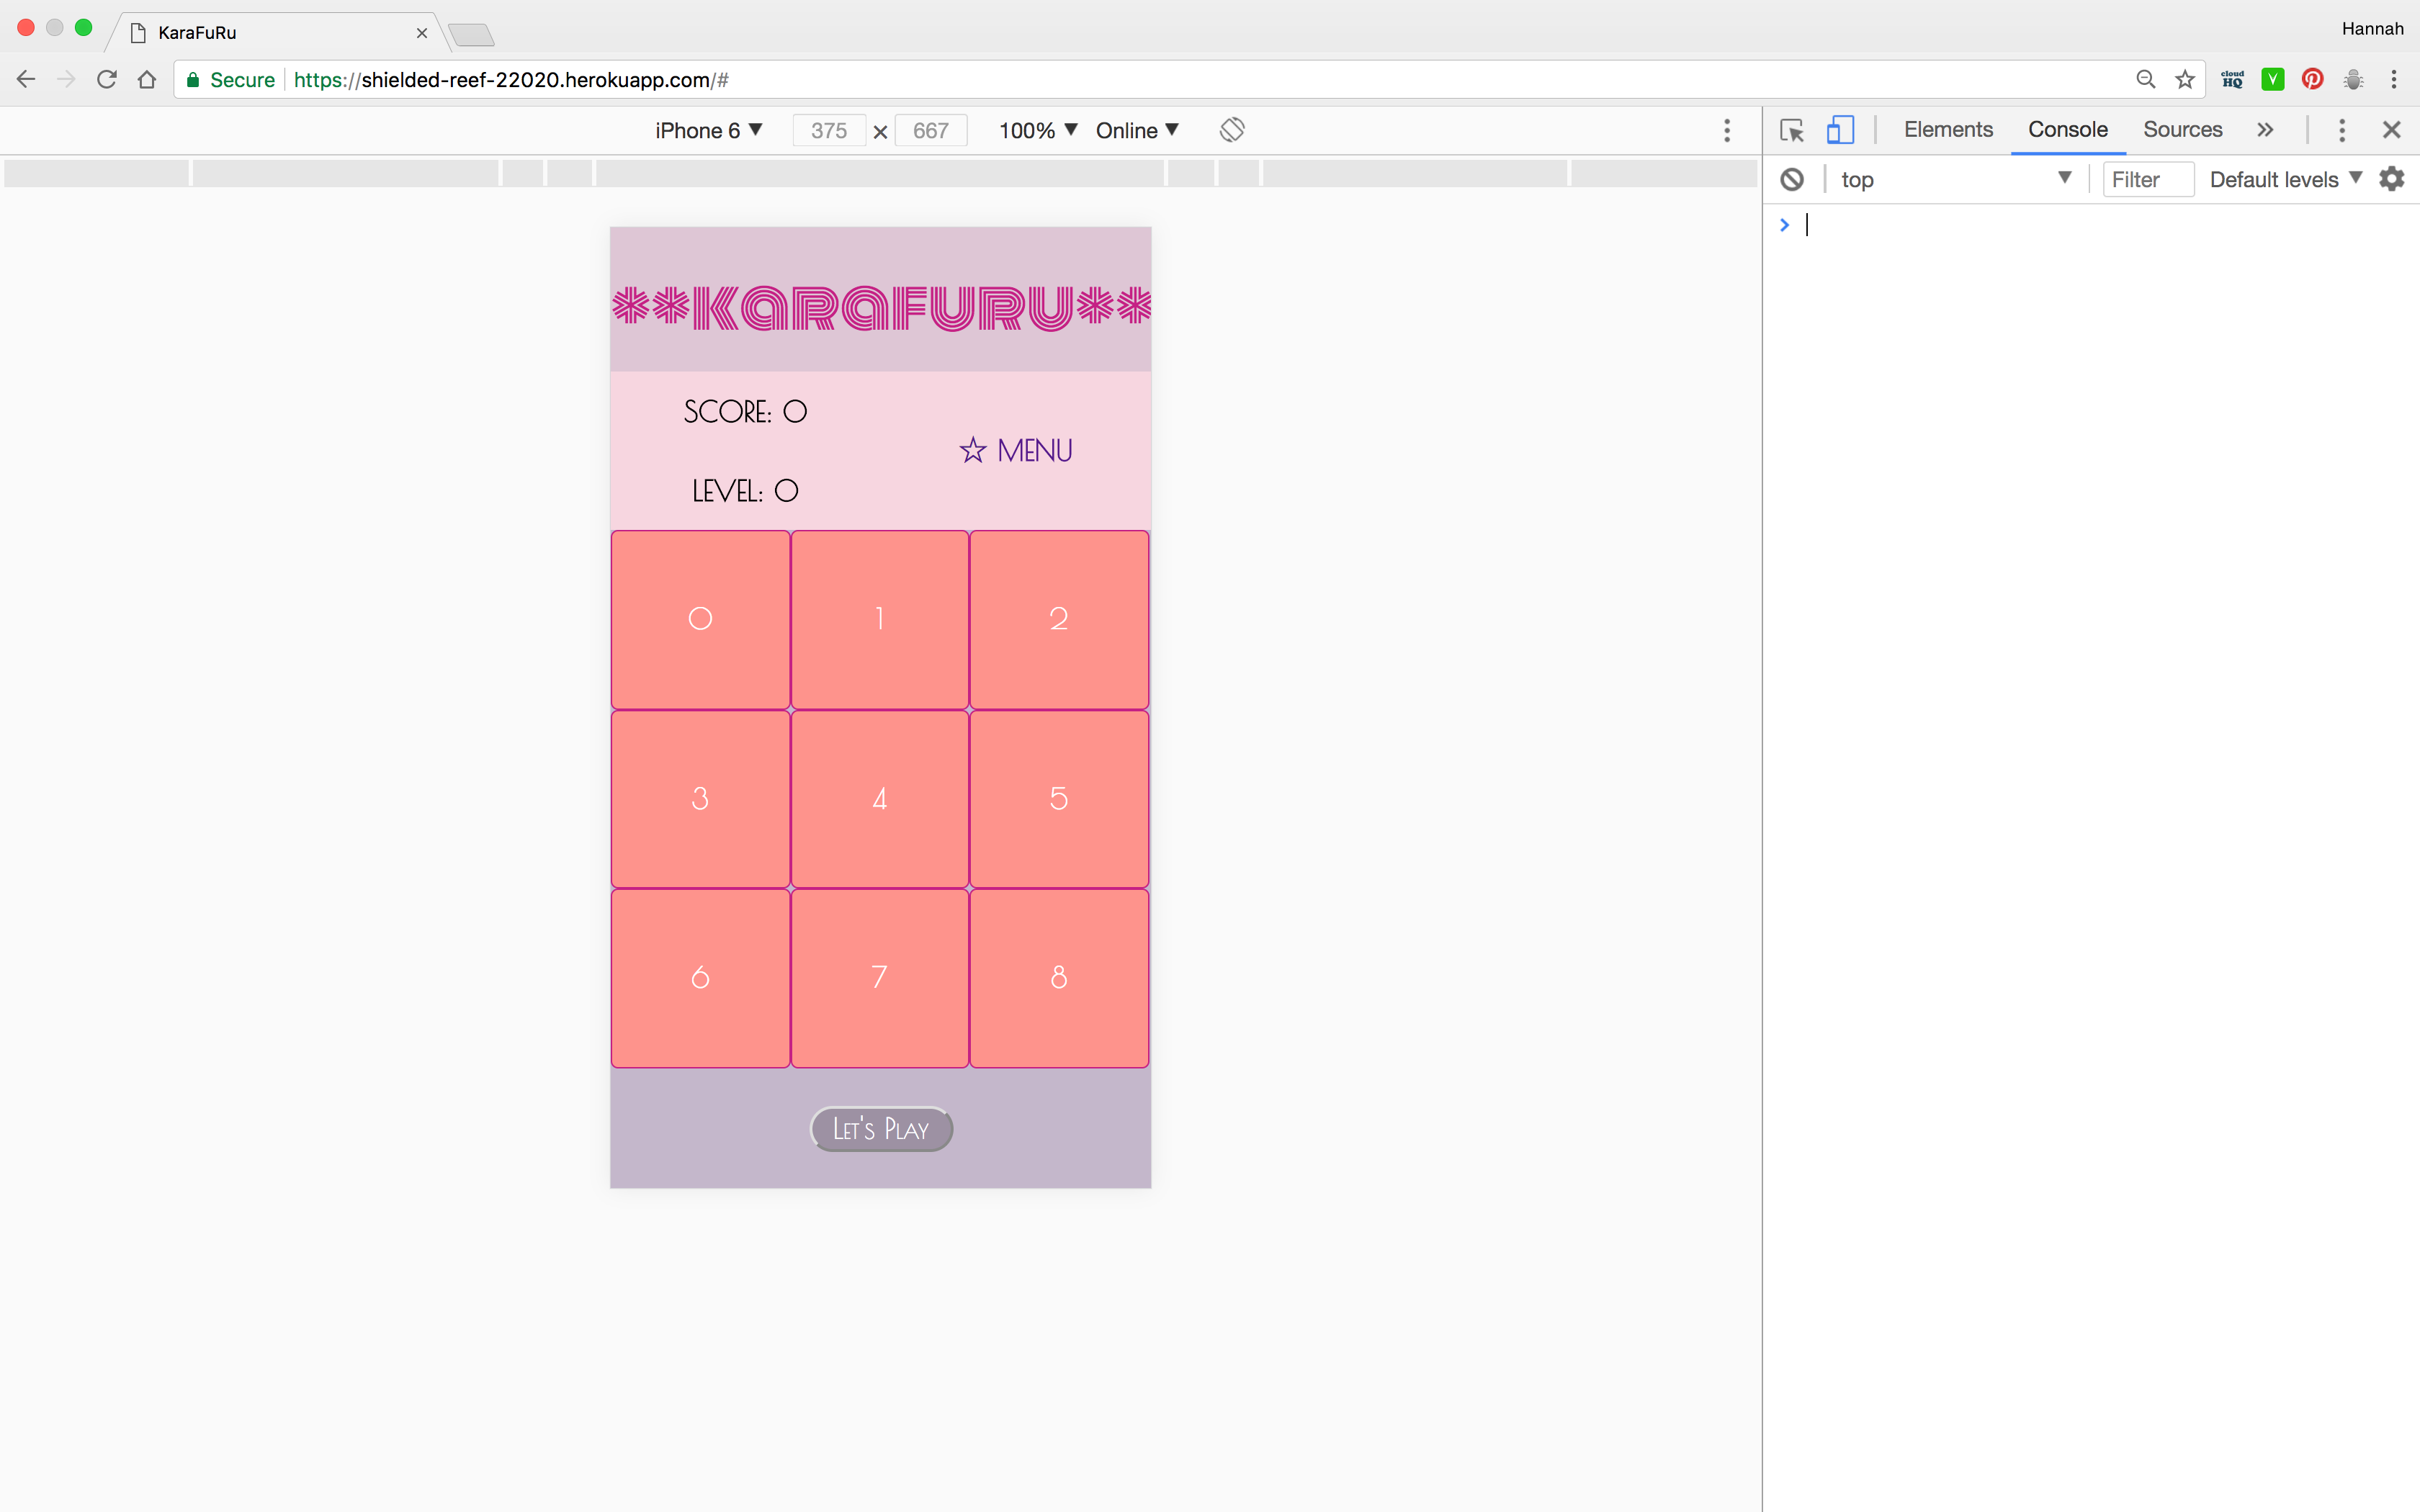 KaraFuRu
Hannah
Secure https://shielded-reef-22020.herokuapp.com/#
cloud HQ
iPhone 6 375 × 667 100% Online
Elements Console Sources
top Filter Default levels
**KaRaFuRu**
SCORE: 0
☆ MENU
LEVEL: 0
0 1 2
3 4 5
6 7 8
Let's Play